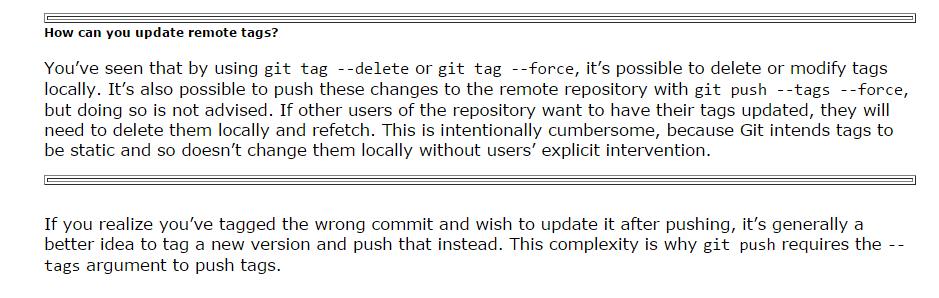 How can you update remote tags?
You’ve seen that by using git tag --delete or git tag --force, it’s possible to delete or modify tags
locally. It’s also possible to push these changes to the remote repository with git push --tags --force,
but doing so is not advised. If other users of the repository want to have their tags updated, they will
need to delete them locally and refetch. This is intentionally cumbersome, because Git intends tags to
be static and so doesn’t change them locally without users’ explicit intervention.
If you realize you’ve tagged the wrong commit and wish to update it after pushing, it’s generally a
better idea to tag a new version and push that instead. This complexity is why git push requires the --
tags argument to push tags.